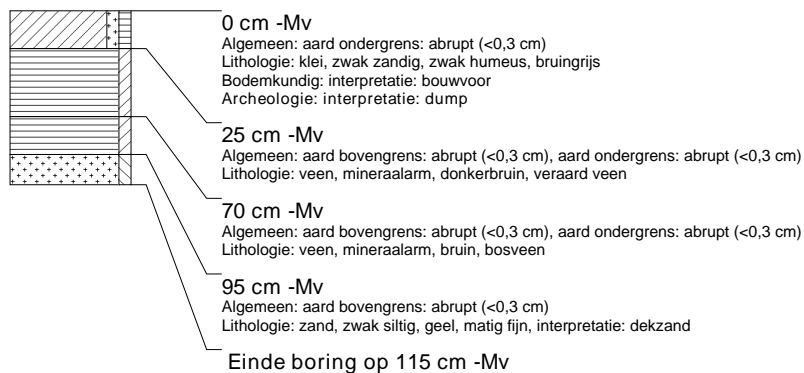 0 cm -Mv
Algemeen: aard ondergrens: abrupt (<0,3 cm)
Lithologie: klei, zwak zandig, zwak humeus, bruingrijs
Bodemkundig: interpretatie: bouwvoor
Archeologie: interpretatie: dump
25 cm -Mv
Algemeen: aard bovengrens: abrupt (<0,3 cm), aard ondergrens: abrupt (<0,3 cm)
Lithologie: veen, mineraalarm, donkerbruin, veraard veen
70 cm -Mv
Algemeen: aard bovengrens: abrupt (<0,3 cm), aard ondergrens: abrupt (<0,3 cm)
Lithologie: veen, mineraalarm, bruin, bosveen
95 cm -Mv
Algemeen: aard bovengrens: abrupt (<0,3 cm)
Lithologie: zand, zwak siltig, geel, matig fijn, interpretatie: dekzand
Einde boring op 115 cm -Mv